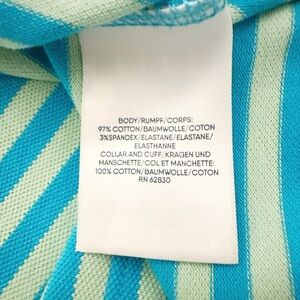 BODY/RUMPF/CORPS:
97% COTTON/BAUMWOLLE/COTON
3%SPANDEX/ELASTANE/ELASTANE/
ELASTHANNE
COLLAR AND CUFF/KRAGEN UND
MANSCHETTE/COL ET MANCHETTE:
100% COTTON/BAUMWOLLE/COTON
RN 62830